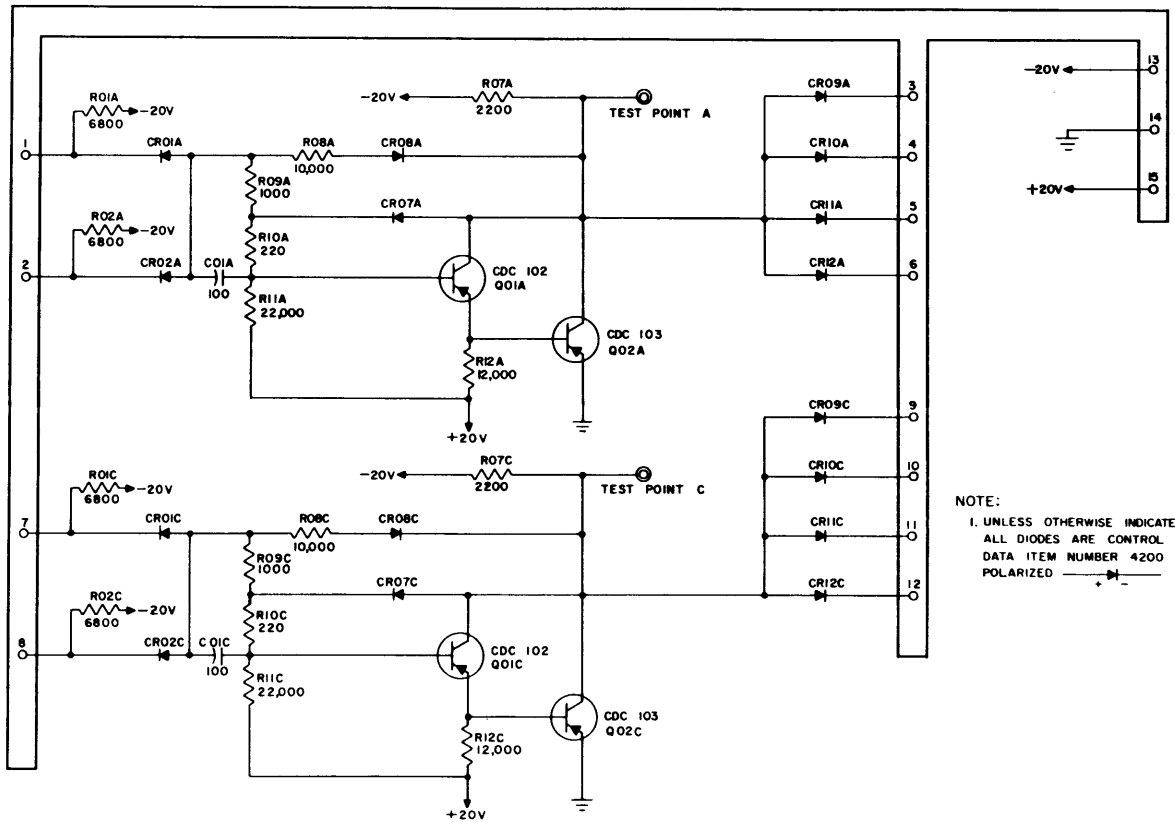 R01A
-20V
6800
1
CR01A
R02A
-20V
6800
2
CR02A
C01A
100
R08A
10,000
CR08A
R09A
1000
CR07A
R10A
220
R11A
22,000
-20V
R07A
2200
TEST POINT A
CDC 102
Q01A
CDC 103
Q02A
R12A
12,000
+20V
CR09A
3
CR10A
4
CR11A
5
CR12A
6
-20V
13
14
+20V
15
R01C
-20V
6800
7
CR01C
R02C
-20V
6800
8
CR02C
C01C
100
R08C
10,000
CR08C
R09C
1000
CR07C
R10C
220
R11C
22,000
-20V
R07C
2200
TEST POINT C
CDC 102
Q01C
CDC 103
Q02C
R12C
12,000
+20V
CR09C
9
CR10C
10
CR11C
11
CR12C
12
NOTE:
1. UNLESS OTHERWISE INDICATE
ALL DIODES ARE CONTROL
DATA ITEM NUMBER 4200
POLARIZED
+ -